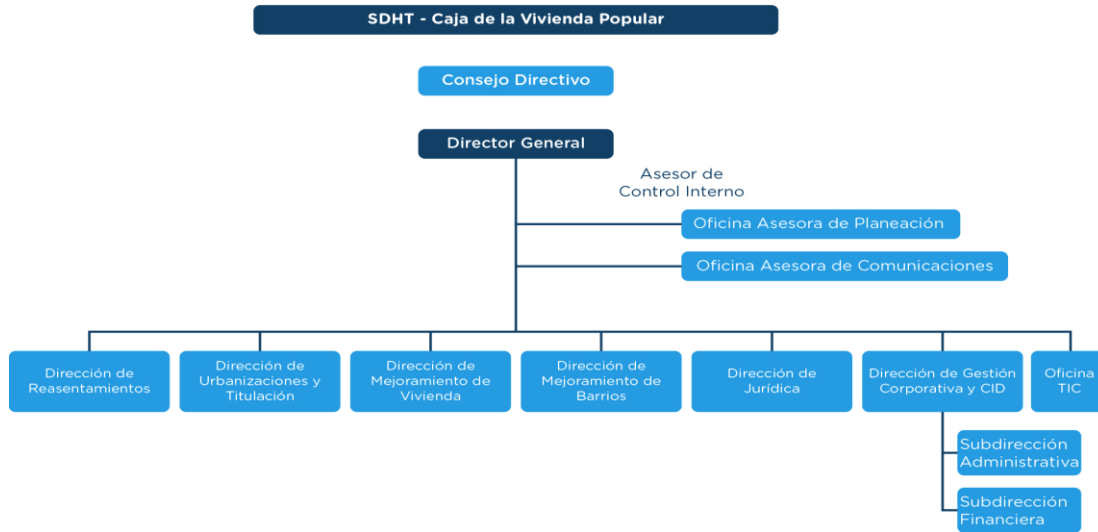 SDHT - Caja de la Vivienda Popular
Consejo Directivo
Director General
Asesor de
Control Interno
Oficina Asesora de Planeación
Oficina Asesora de Comunicaciones
Dirección de
Reasentamientos
Dirección de
Urbanizaciones y
Titulación
Dirección de
Mejoramiento de
Vivienda
Dirección de
Mejoramiento de
Barrios
Dirección de
Jurídica
Dirección de Gestión
Corporativa y CID
Oficina
TIC
Subdirección
Administrativa
Subdirección
Financiera